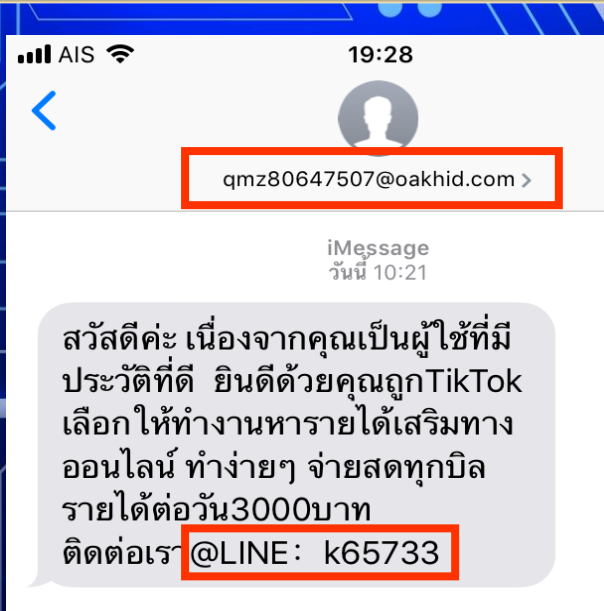 AIS 19:28
qmz80647507@oakhid.com >
iMessage
วันนี้ 10:21
สวัสดีค่ะ เนื่องจากคุณเป็นผู้ใช้ที่มี
ประวัติที่ดี ยินดีด้วยคุณถูกTikTok
เลือกให้ทำงานหารายได้เสริมทาง
ออนไลน์ ทำง่ายๆ จ่ายสดทุกบิล
รายได้ต่อวัน3000บาท
ติดต่อเรา@LINE： k65733